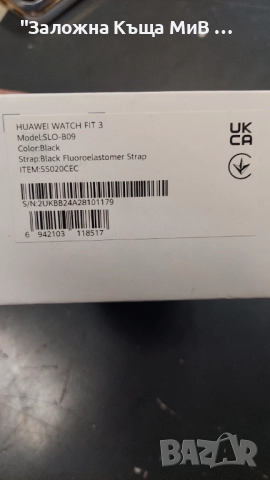 "Заложна Къща МиВ ...
HUAWEI WATCH FIT 3
Model:SLO-B09
Color:Black
Strap:Black Fluoroelastomer Strap
ITEM:55020CEC
UK
CA
S/N:2UKBB24A28101179
6 942103 118517
BAZAR